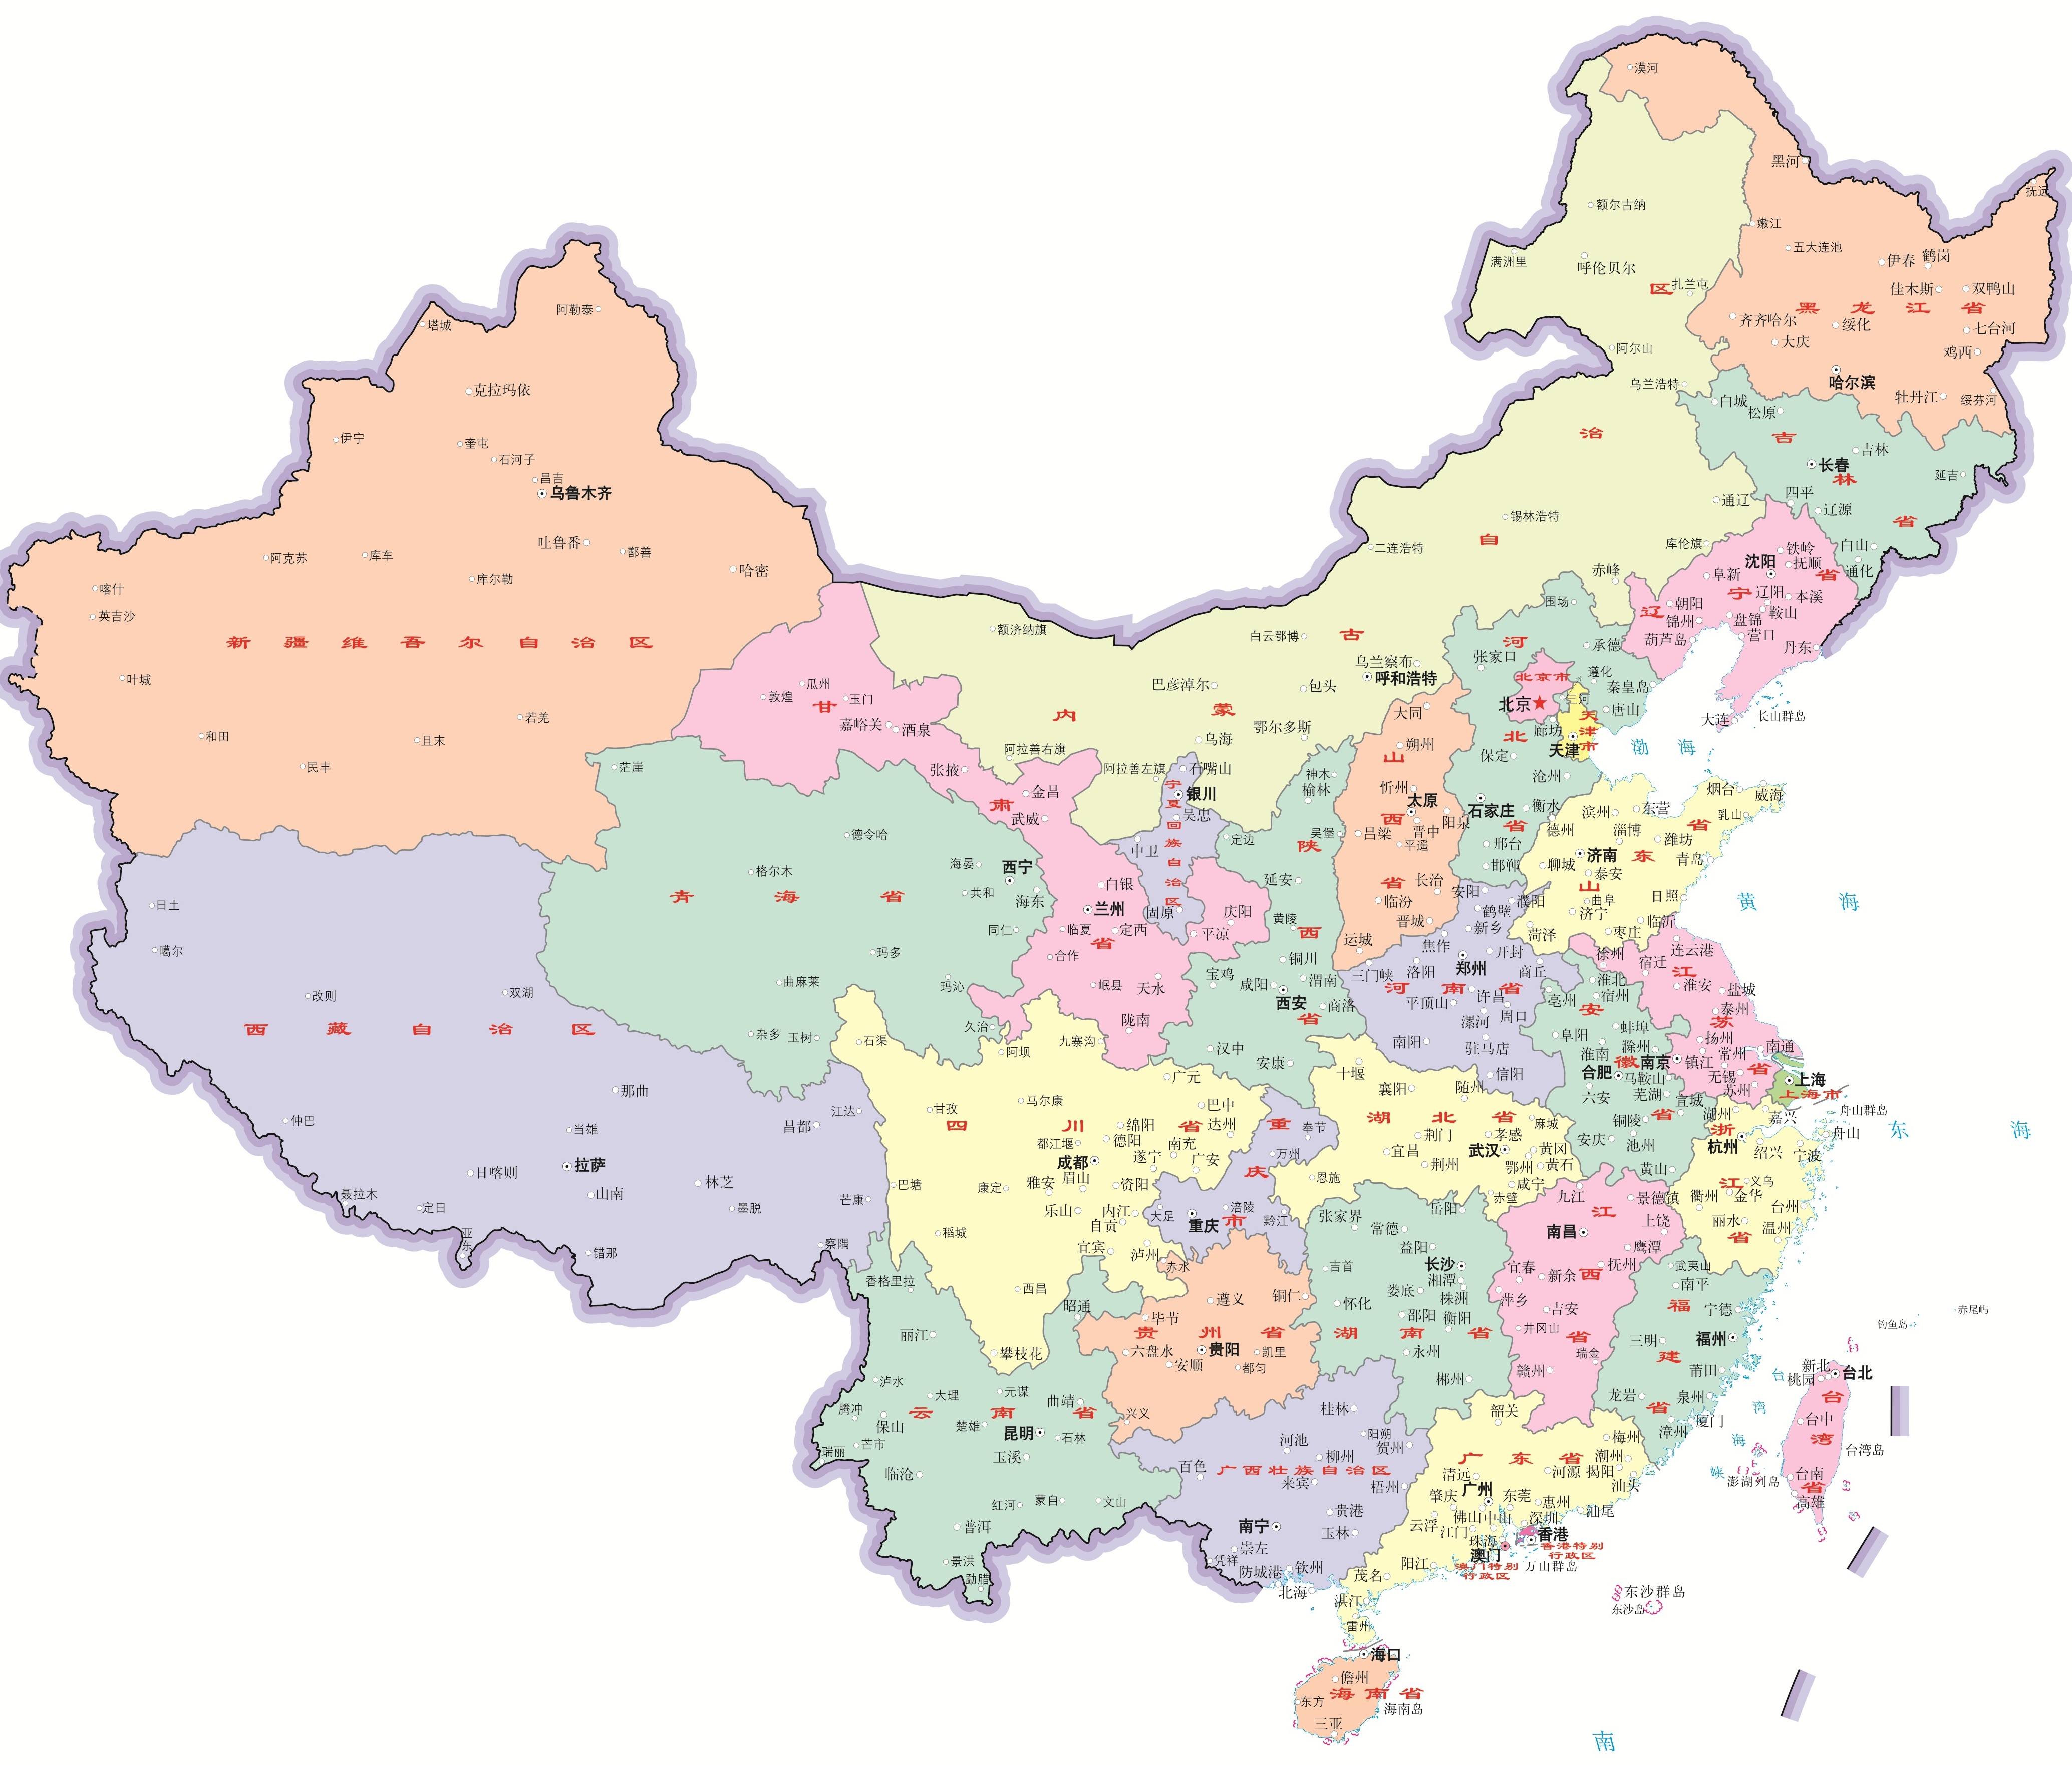 漠河
黑河
抚远
额尔古纳
嫩江
五大连池
满洲里
呼伦贝尔
伊春
鹤岗
区
扎兰屯
佳木斯
双鸭山
黑龙江省
阿勒泰
塔城
齐齐哈尔
绥化
七台河
大庆
阿尔山
鸡西
哈尔滨
乌兰浩特
克拉玛依
牡丹江
绥芬河
白城
松原
治
吉
伊宁
奎屯
吉林
石河子
长春
昌吉
林
延吉
乌鲁木齐
四平
通辽
辽源
锡林浩特
省
自
吐鲁番
鄯善
二连浩特
库伦旗
铁岭
白山
阿克苏
库车
沈阳
抚顺
哈密
赤峰
阜新
省
通化
库尔勒
喀什
宁
辽阳
本溪
围场
朝阳
英吉沙
辽
锦州
盘锦
鞍山
额济纳旗
白云鄂博
古
营口
新疆维吾尔自治区
河
承德
葫芦岛
丹东
张家口
乌兰察布
遵化
叶城
瓜州
巴彦淖尔
包头
呼和浩特
北京市
秦皇岛
敦煌
玉门
三河
甘
北京
唐山
若羌
内
蒙
大同
天
大连
长山群岛
嘉峪关
酒泉
鄂尔多斯
廊坊
津
和田
且末
乌海
朔州
北
天津
市
渤海
阿拉善右旗
山
保定
民丰
茫崖
张掖
阿拉善左旗
石嘴山
神木
沧州
宁
榆林
忻州
烟台
威海
金昌
银川
太原
肃
夏
石家庄
衡水
滨州
东营
乳山
武威
吴忠
西
阳泉
省
德州
淄博
省
回
德令哈
吴堡
吕梁
晋中
潍坊
定边
陕
平遥
邢台
济南
东
青岛
中卫
族
海晏
西宁
邯郸
聊城
泰安
格尔木
自
白银
延安
省
长治
安阳
山
青海省
共和
海东
治
临汾
濮阳
曲阜
日照
黄海
兰州
固原
区
庆阳
黄陵
晋城
鹤壁
济宁
临沂
同仁
临夏
定西
平凉
西
新乡
菏泽
枣庄
省
运城
焦作
开封
徐州
连云港
玛多
合作
铜川
三门峡
洛阳
郑州
商丘
宿迁
江
曲麻莱
玛沁
岷县
天水
宝鸡
咸阳
渭南
河南省
淮北
淮安
改则
双湖
西安
商洛
平顶山
许昌
亳州
宿州
盐城
日土
噶尔
西藏自治区
久治
陇南
省
漯河
周口
安
泰州
杂多
玉树
石渠
阿坝
九寨沟
汉中
南阳
驻马店
阜阳
蚌埠
苏
扬州
安康
淮南
滁州
南通
十堰
信阳
徽
南京
镇江
常州
省
那曲
广元
襄阳
随州
合肥
马鞍山
无锡
苏州
上海
上海市
江达
甘孜
马尔康
巴中
六安
芜湖
宣城
舟山群岛
仲巴
昌都
四川省
达州
重
奉节
湖北省
麻城
铜陵
省
湖州
嘉兴
当雄
绵阳
德阳
南充
荆门
孝感
安庆
池州
浙
舟山
东海
都江堰
宜昌
武汉
黄冈
杭州
绍兴
宁波
拉萨
成都
遂宁
广安
万州
荆州
鄂州
黄石
黄山
日喀则
林芝
芒康
巴塘
康定
雅安
眉山
资阳
庆
恩施
咸宁
江
义乌
聂拉木
山南
赤壁
九江
景德镇
衢州
金华
定日
墨脱
乐山
内江
大足
涪陵
岳阳
江
台州
自贡
重庆
市
黔江
张家界
常德
上饶
丽水
温州
亚东
稻城
南昌
省
错那
察隅
宜宾
泸州
益阳
鹰潭
赤水
吉首
长沙
宜春
抚州
武夷山
香格里拉
西昌
湘潭
新余
西
南平
昭通
遵义
铜仁
怀化
娄底
株洲
萍乡
吉安
福
宁德
赤尾屿
毕节
邵阳
衡阳
井冈山
钓鱼岛
丽江
贵州省
湖南省
省
三明
福州
攀枝花
六盘水
贵阳
凯里
永州
瑞金
建
安顺
都匀
赣州
莆田
新北
台北
泸水
郴州
桃园
台
大理
元谋
曲靖
龙岩
泉州
台
腾冲
保山
云南省
兴义
桂林
韶关
省
湾
台中
楚雄
昆明
石林
阳朔
漳州
厦门
瑞丽
芒市
河池
贺州
梅州
海
湾
台湾岛
玉溪
柳州
广东省
潮州
临沧
百色
广西壮族自治区
清远
河源
揭阳
峡
澎湖列岛
台南
来宾
梧州
广州
汕头
省
红河
蒙自
文山
肇庆
东莞
惠州
高雄
贵港
佛山
中山
深圳
汕尾
普洱
南宁
玉林
云浮
江门
香港
崇左
珠海
香港特别
行政区
景洪
凭祥
澳门
万山群岛
防城港
钦州
阳江
澳门特别
行政区
勐腊
茂名
北海
东沙群岛
湛江
东沙岛
雷州
海口
儋州
海南省
东方
海南岛
三亚
南